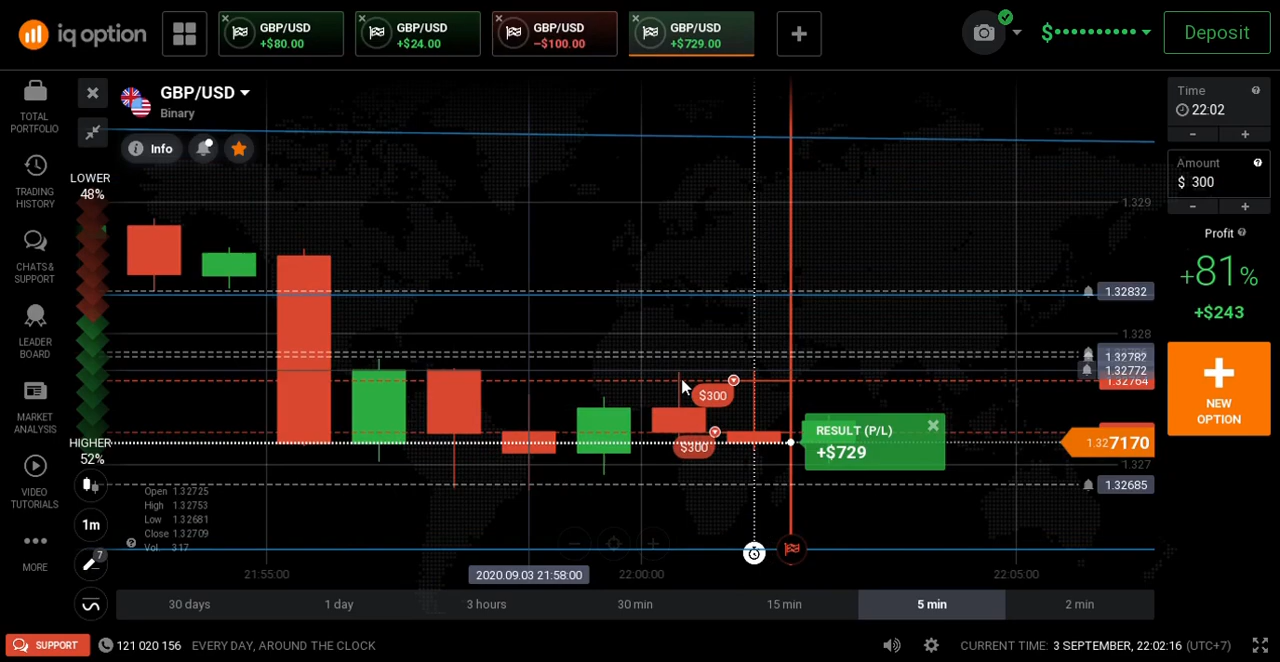 iq option
GBP/USD
+$80.00
GBP/USD
+$24.00
GBP/USD
−$100.00
GBP/USD
+$729.00
$••••••••••
Deposit
TOTAL
PORTFOLIO
TRADING
HISTORY
CHATS &
SUPPORT
LEADER
BOARD
MARKET
ANALYSIS
VIDEO
TUTORIALS
MORE
GBP/USD
Binary
Info
LOWER
48%
HIGHER
52%
1m
7
Open 1.32725
High 1.32753
Low 1.32681
Close 1.32709
Vol. 317
$300
$300
RESULT (P/L)
+$729
1.329
1.32832
1.328
1.32782
1.32772
1.32764
1.327170
1.327
1.32685
21:55:00
2020.09.03 21:58:00
22:00:00
22:05:00
30 days
1 day
3 hours
30 min
15 min
5 min
2 min
Time
22:02
Amount
$ 300
Profit
+81%
+$243
NEW
OPTION
SUPPORT
121 020 156
EVERY DAY, AROUND THE CLOCK
CURRENT TIME: 3 SEPTEMBER, 22:02:16 (UTC+7)